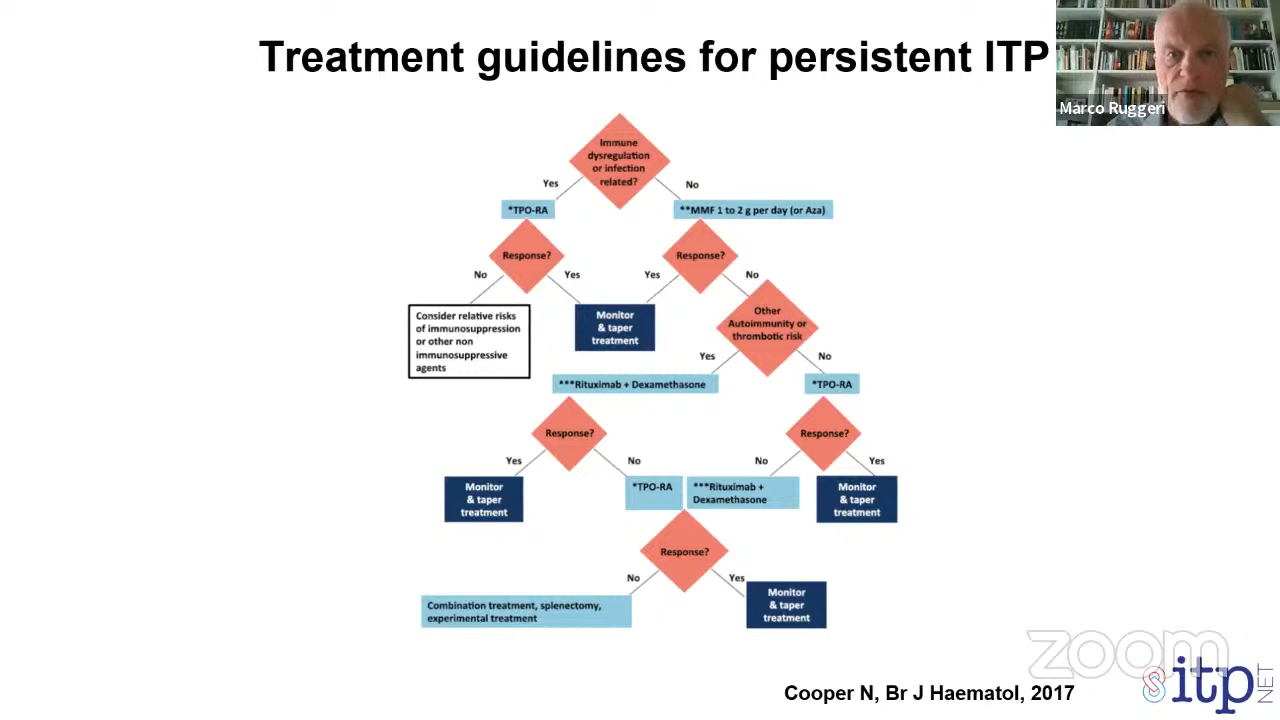 Treatment guidelines for persistent ITP
Marco Ruggeri
Immune
dysregulation
or infection
related?
Yes
No
*TPO-RA
**MMF 1 to 2 g per day (or Aza)
Response?
Response?
No
Yes
Yes
No
Consider relative risks
of immunosuppression
or other non
immunosuppressive
agents
Monitor
& taper
treatment
Other
Autoimmunity or
thrombotic risk
Yes
No
***Rituximab + Dexamethasone
*TPO-RA
Response?
Response?
Yes
No
No
Yes
Monitor
& taper
treatment
*TPO-RA
***Rituximab +
Dexamethasone
Monitor
& taper
treatment
Response?
No
Yes
Combination treatment, splenectomy,
experimental treatment
Monitor
& taper
treatment
zoom
Cooper N, Br J Haematol, 2017
itp
NET